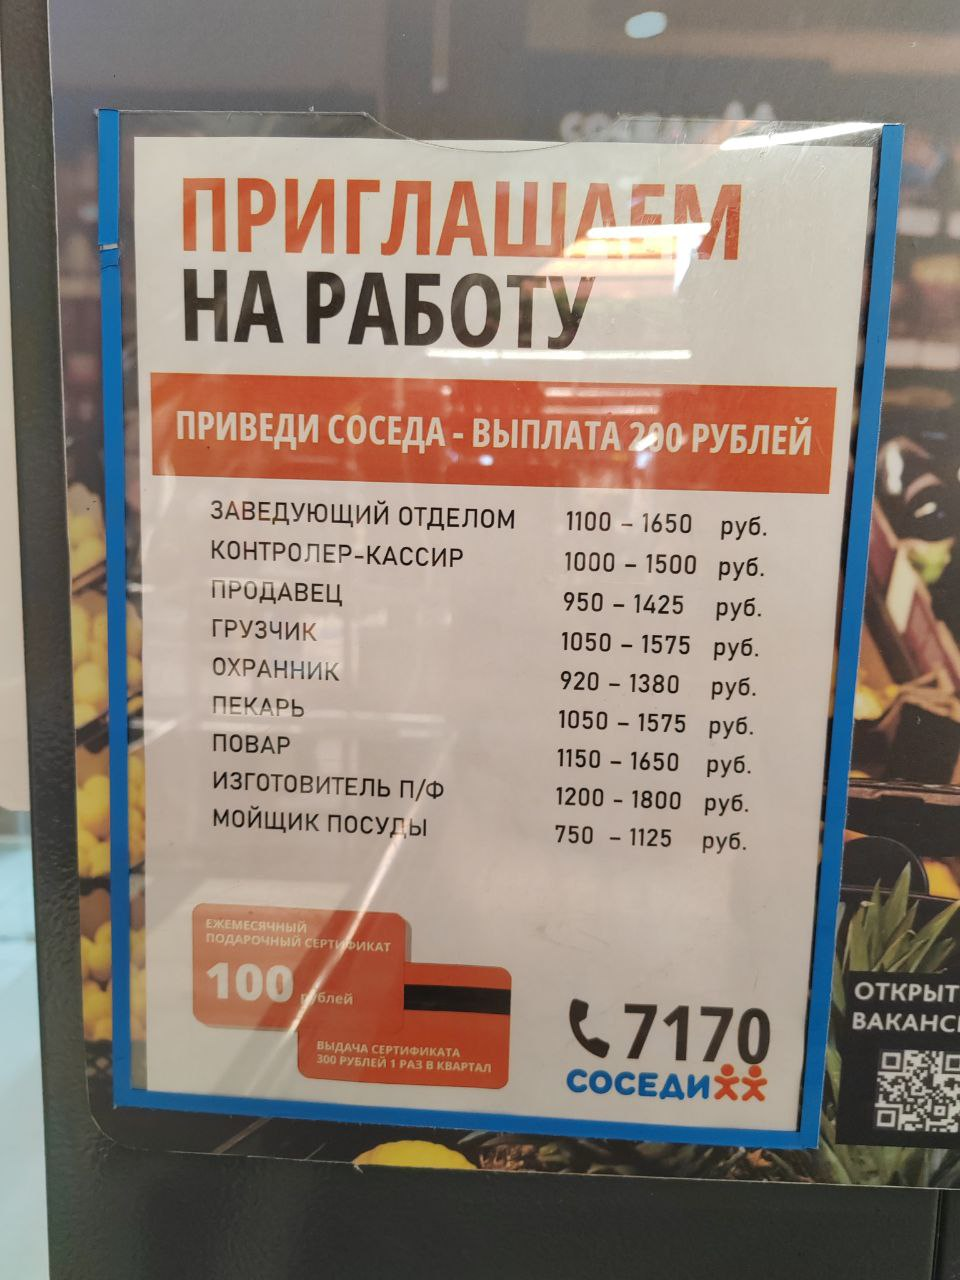 ПРИГЛАШАЕМ
НА РАБОТУ
ПРИВЕДИ СОСЕДА - ВЫПЛАТА 200 РУБЛЕЙ
ЗАВЕДУЮЩИЙ ОТДЕЛОМ 1100 – 1650 руб.
КОНТРОЛЕР-КАССИР 1000 – 1500 руб.
ПРОДАВЕЦ 950 – 1425 руб.
ГРУЗЧИК 1050 – 1575 руб.
ОХРАННИК 920 – 1380 руб.
ПЕКАРЬ 1050 – 1575 руб.
ПОВАР 1150 – 1650 руб.
ИЗГОТОВИТЕЛЬ П/Ф 1200 – 1800 руб.
МОЙЩИК ПОСУДЫ 750 – 1125 руб.
ЕЖЕМЕСЯЧНЫЙ
ПОДАРОЧНЫЙ СЕРТИФИКАТ
100 рублей
ВЫДАЧА СЕРТИФИКАТА
300 РУБЛЕЙ 1 РАЗ В КВАРТАЛ
7170
СОСЕДИ
ОТКРЫТ
ВАКАНС